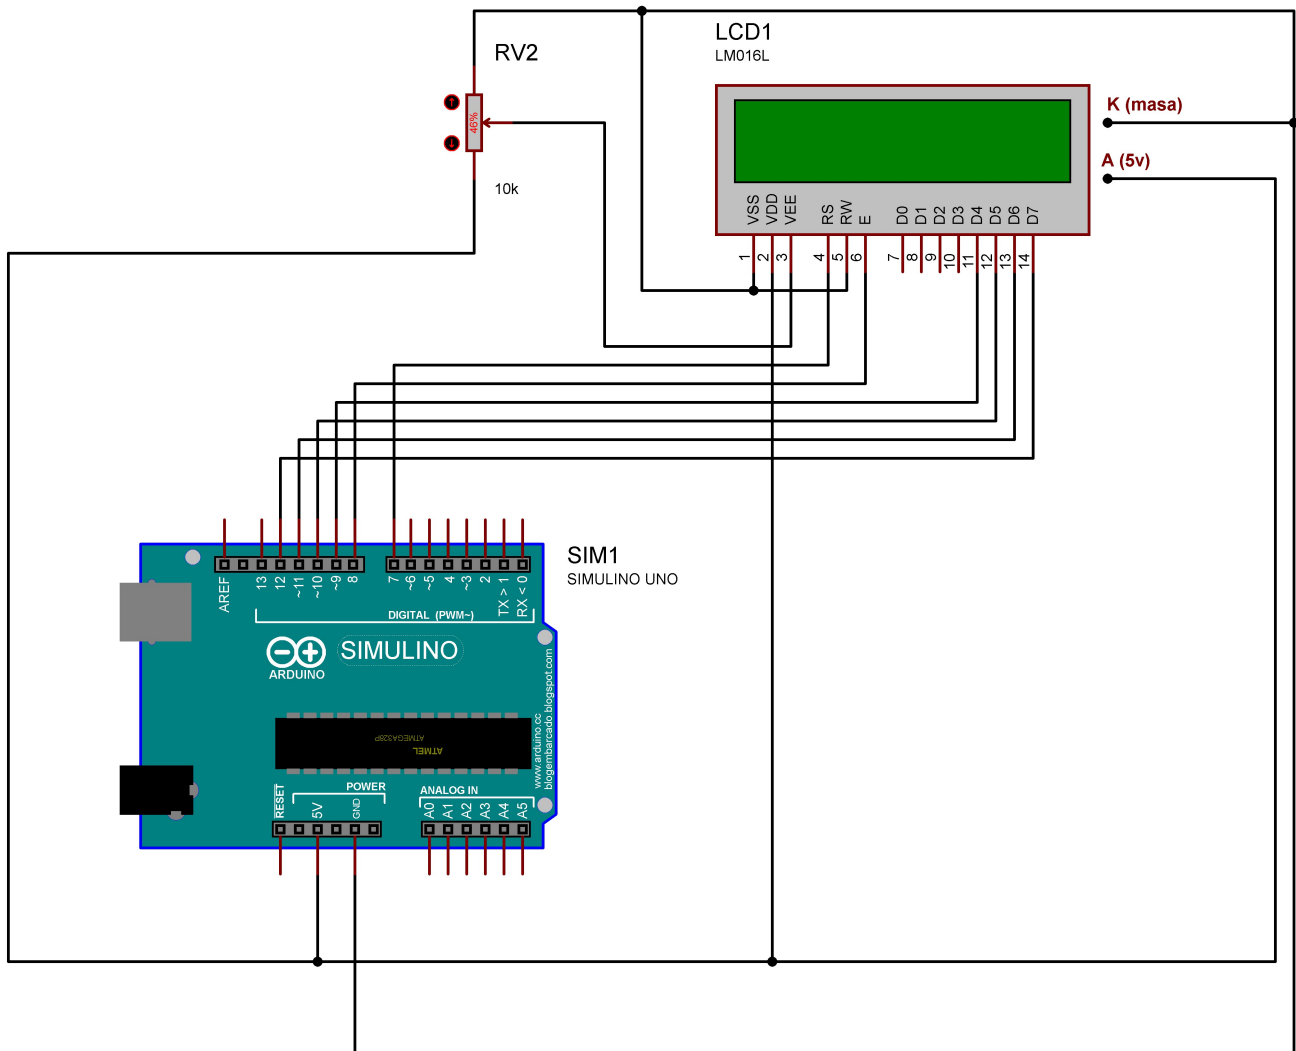 RV2
46%
10k
LCD1
LM016L
K (masa)
A (5v)
VSS
VDD
VEE
RS
RW
E
D0
D1
D2
D3
D4
D5
D6
D7
1
2
3
4
5
6
7
8
9
10
11
12
13
14
SIM1
SIMULINO UNO
AREF
13
12
~11
~10
~9
8
7
~6
~5
4
~3
2
TX > 1
RX < 0
DIGITAL (PWM~)
ARDUINO
SIMULINO
www.arduino.cc
blogembarcado.blogspot.com
ATMEGA328P
ATMEL
RESET
5V
GND
POWER
ANALOG IN
A0
A1
A2
A3
A4
A5